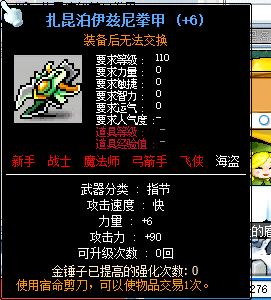 扎昆泊伊兹尼拳甲 (+6)
装备后无法交换
要求等级 : 110
要求力量 : 0
要求敏捷 : 0
要求智力 : 0
要求运气 : 0
要求人气度 : -
道具等级 : -
道具经验值 : -
新手 战士 魔法师 弓箭手 飞侠 海盗
武器分类 : 指节
攻击速度 : 快
力量 : +6
攻击力 : +90
可升级次数 : 0回
金锤子已提高的强化次数: 0
使用宿命剪刀，可以使物品交易1次。
276